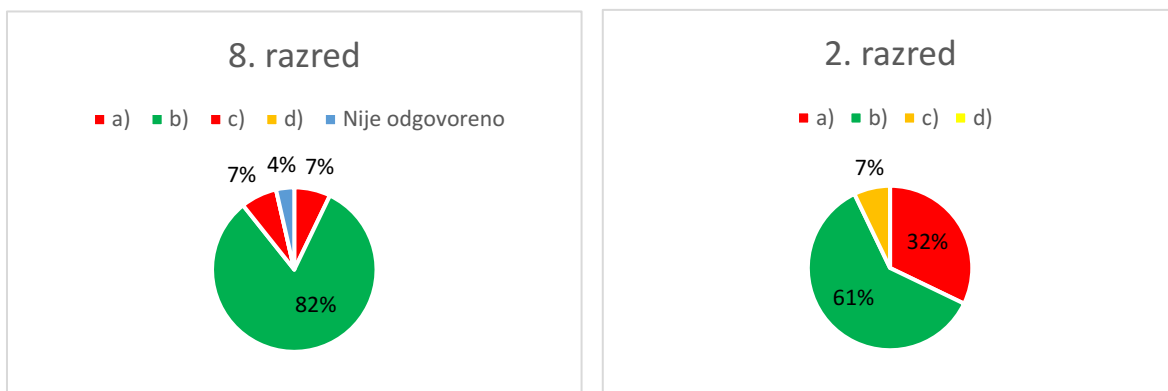 8. razred
a) b) c) d) Nije odgovoreno
7% 4% 7%
82%
2. razred
a) b) c) d)
7%
32%
61%